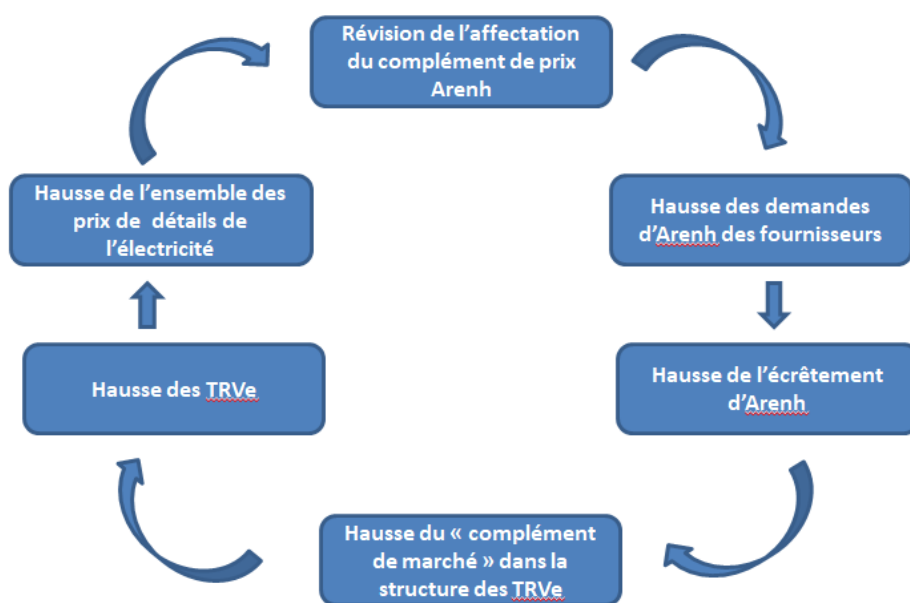 Révision de l'affectation
du complément de prix
Arenh
Hausse des demandes
d'Arenh des fournisseurs
Hausse de l'écrêtement
d'Arenh
Hausse du « complément
de marché » dans la
structure des TRVe
Hausse des TRVe
Hausse de l'ensemble des
prix de détails de
l'électricité